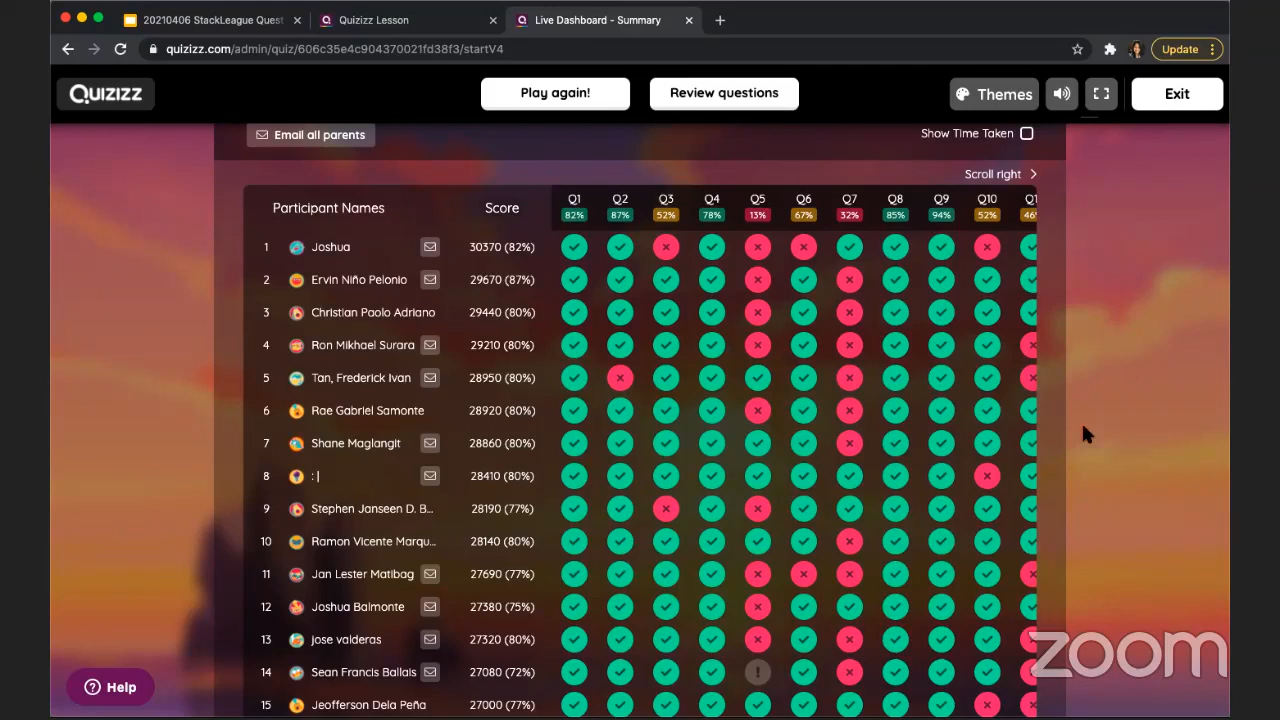 20210406 StackLeague Quest
Quizizz Lesson
Live Dashboard - Summary
quizizz.com/admin/quiz/606c35e4c904370021fd38f3/startV4
Update
QUIZIZZ
Play again!
Review questions
Themes
Exit
Email all parents
Show Time Taken
Scroll right
Participant Names Score Q1 Q2 Q3 Q4 Q5 Q6 Q7 Q8 Q9 Q10 Q1
82% 87% 52% 78% 13% 67% 32% 85% 94% 52% 46%
1 Joshua 30370 (82%)
2 Ervin Niño Pelonio 29670 (87%)
3 Christian Paolo Adriano 29440 (80%)
4 Ron Mikhael Surara 29210 (80%)
5 Tan, Frederick Ivan 28950 (80%)
6 Rae Gabriel Samonte 28920 (80%)
7 Shane Maglangit 28860 (80%)
8 : | 28410 (80%)
9 Stephen Janseen D. B... 28190 (77%)
10 Ramon Vicente Marqu... 28140 (80%)
11 Jan Lester Matibag 27690 (77%)
12 Joshua Balmonte 27380 (75%)
13 jose valderas 27320 (80%)
14 Sean Francis Ballais 27080 (72%)
15 Jeofferson Dela Peña 27000 (77%)
Help
zoom